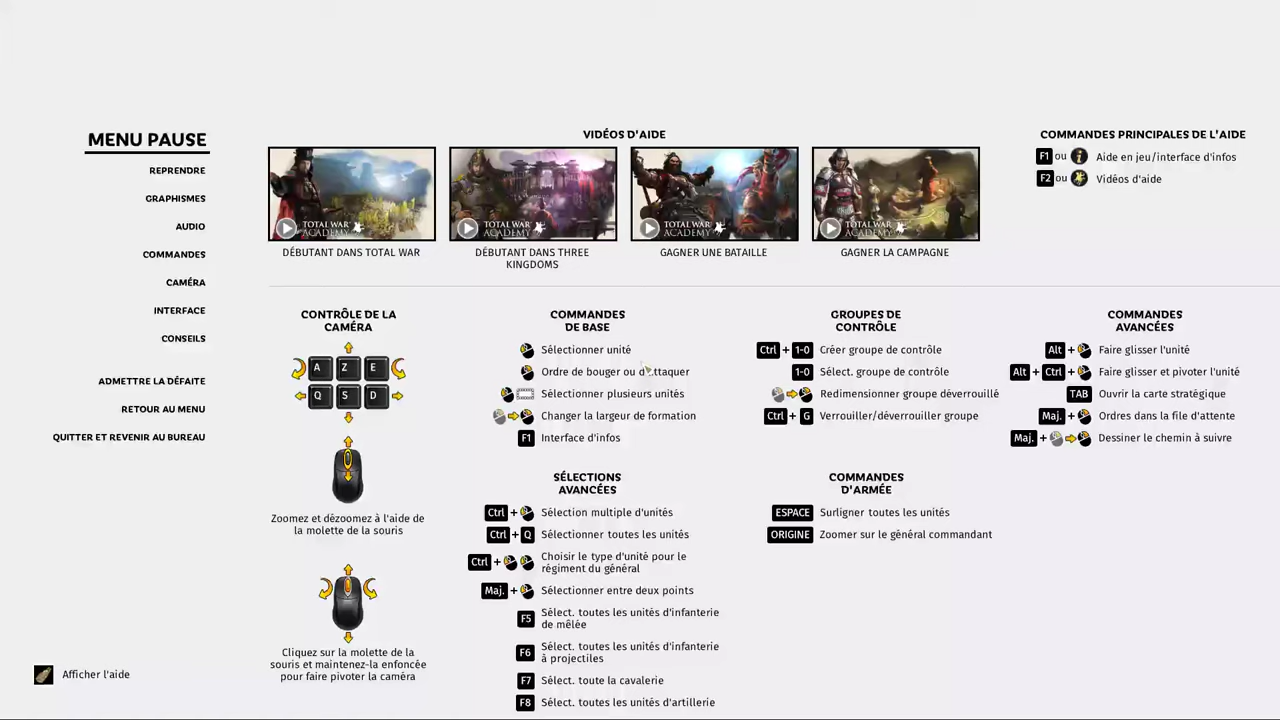 MENU PAUSE
REPRENDRE
GRAPHISMES
AUDIO
COMMANDES
CAMÉRA
INTERFACE
CONSEILS
ADMETTRE LA DÉFAITE
RETOUR AU MENU
QUITTER ET REVENIR AU BUREAU
Afficher l'aide
VIDÉOS D'AIDE
TOTAL WAR
ACADEMY
DÉBUTANT DANS TOTAL WAR
TOTAL WAR
ACADEMY
DÉBUTANT DANS THREE
KINGDOMS
TOTAL WAR
ACADEMY
GAGNER UNE BATAILLE
TOTAL WAR
ACADEMY
GAGNER LA CAMPAGNE
COMMANDES PRINCIPALES DE L'AIDE
F1 ou Aide en jeu/interface d'infos
F2 ou Vidéos d'aide
CONTRÔLE DE LA
CAMÉRA
A Z E
Q S D
Zoomez et dézoomez à l'aide de
la molette de la souris
Cliquez sur la molette de la
souris et maintenez-la enfoncée
pour faire pivoter la caméra
COMMANDES
DE BASE
Sélectionner unité
Ordre de bouger ou d'attaquer
Sélectionner plusieurs unités
Changer la largeur de formation
F1 Interface d'infos
SÉLECTIONS
AVANCÉES
Ctrl + Sélection multiple d'unités
Ctrl + Q Sélectionner toutes les unités
Ctrl + Choisir le type d'unité pour le
régiment du général
Maj. + Sélectionner entre deux points
F5 Sélect. toutes les unités d'infanterie
de mêlée
F6 Sélect. toutes les unités d'infanterie
à projectiles
F7 Sélect. toute la cavalerie
F8 Sélect. toutes les unités d'artillerie
GROUPES DE
CONTRÔLE
Ctrl + 1-0 Créer groupe de contrôle
1-0 Sélect. groupe de contrôle
Redimensionner groupe déverrouillé
Ctrl + G Verrouiller/déverrouiller groupe
COMMANDES
D'ARMÉE
ESPACE Surligner toutes les unités
ORIGINE Zoomer sur le général commandant
COMMANDES
AVANCÉES
Alt + Faire glisser l'unité
Alt + Ctrl + Faire glisser et pivoter l'unité
TAB Ouvrir la carte stratégique
Maj. + Ordres dans la file d'attente
Maj. + Dessiner le chemin à suivre